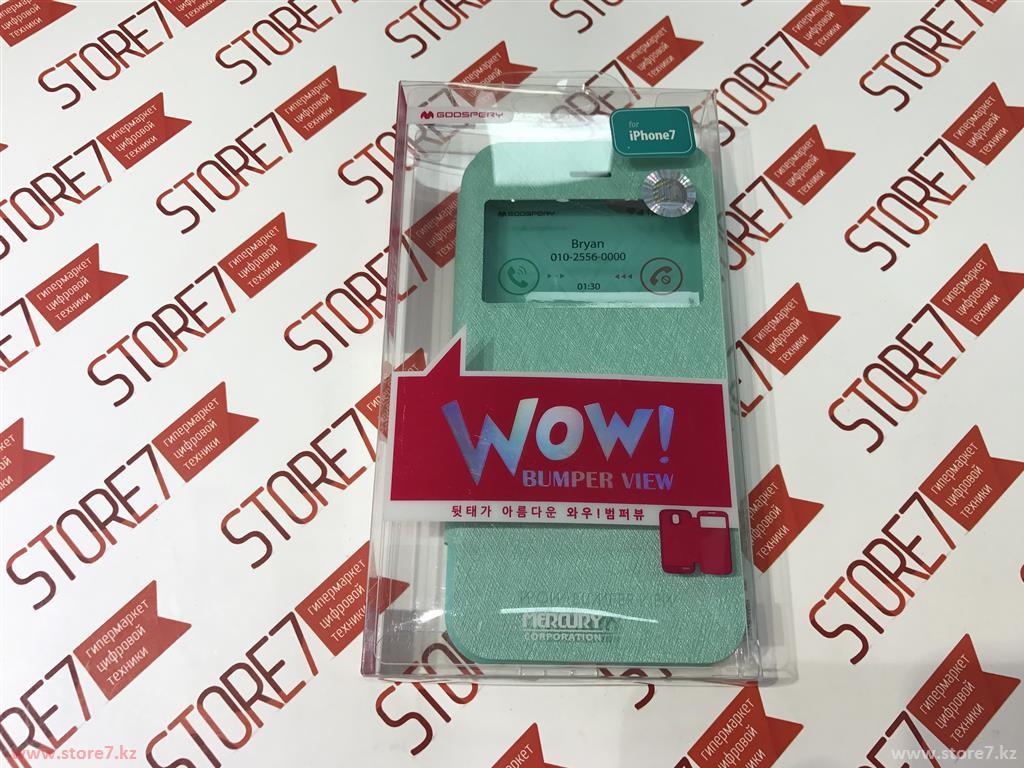 GOOSPERY
for
iPhone7
GOOSPERY
Bryan
010-2556-0000
01:30
WOW!
BUMPER VIEW
뒷태가 아름다운 와우!범퍼뷰
MERCURY
CORPORATION
STORE7
гипермаркет
цифровой
техники
www.store7.kz
www.store7.kz